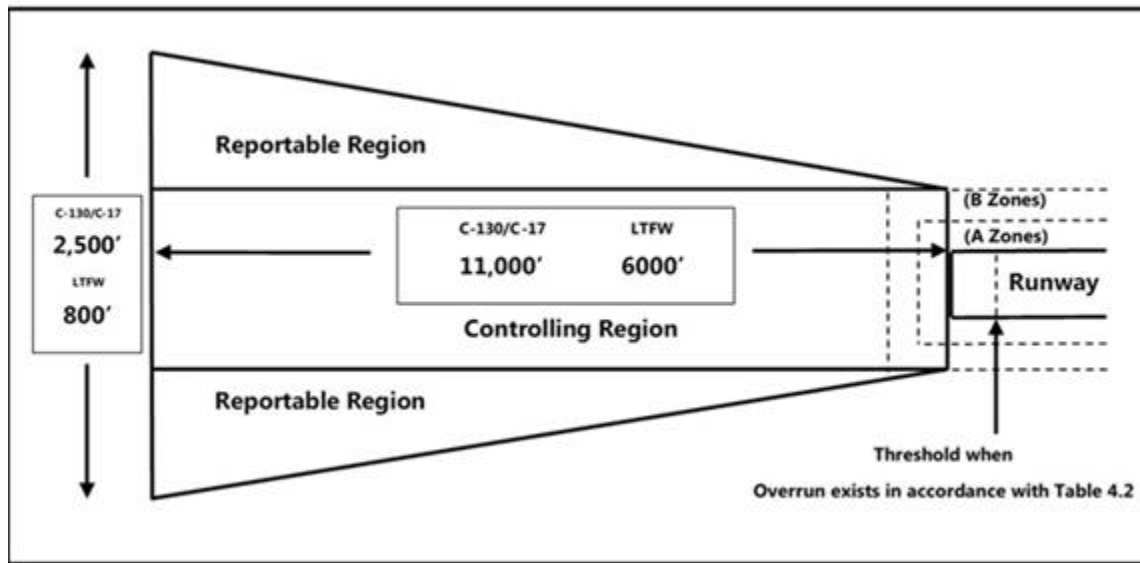 Reportable Region
(B Zones)
C-130/C-17
2,500′
LTFW
800′
C-130/C-17 LTFW
11,000′ 6000′
(A Zones)
Runway
Controlling Region
Reportable Region
Threshold when
Overrun exists in accordance with Table 4.2